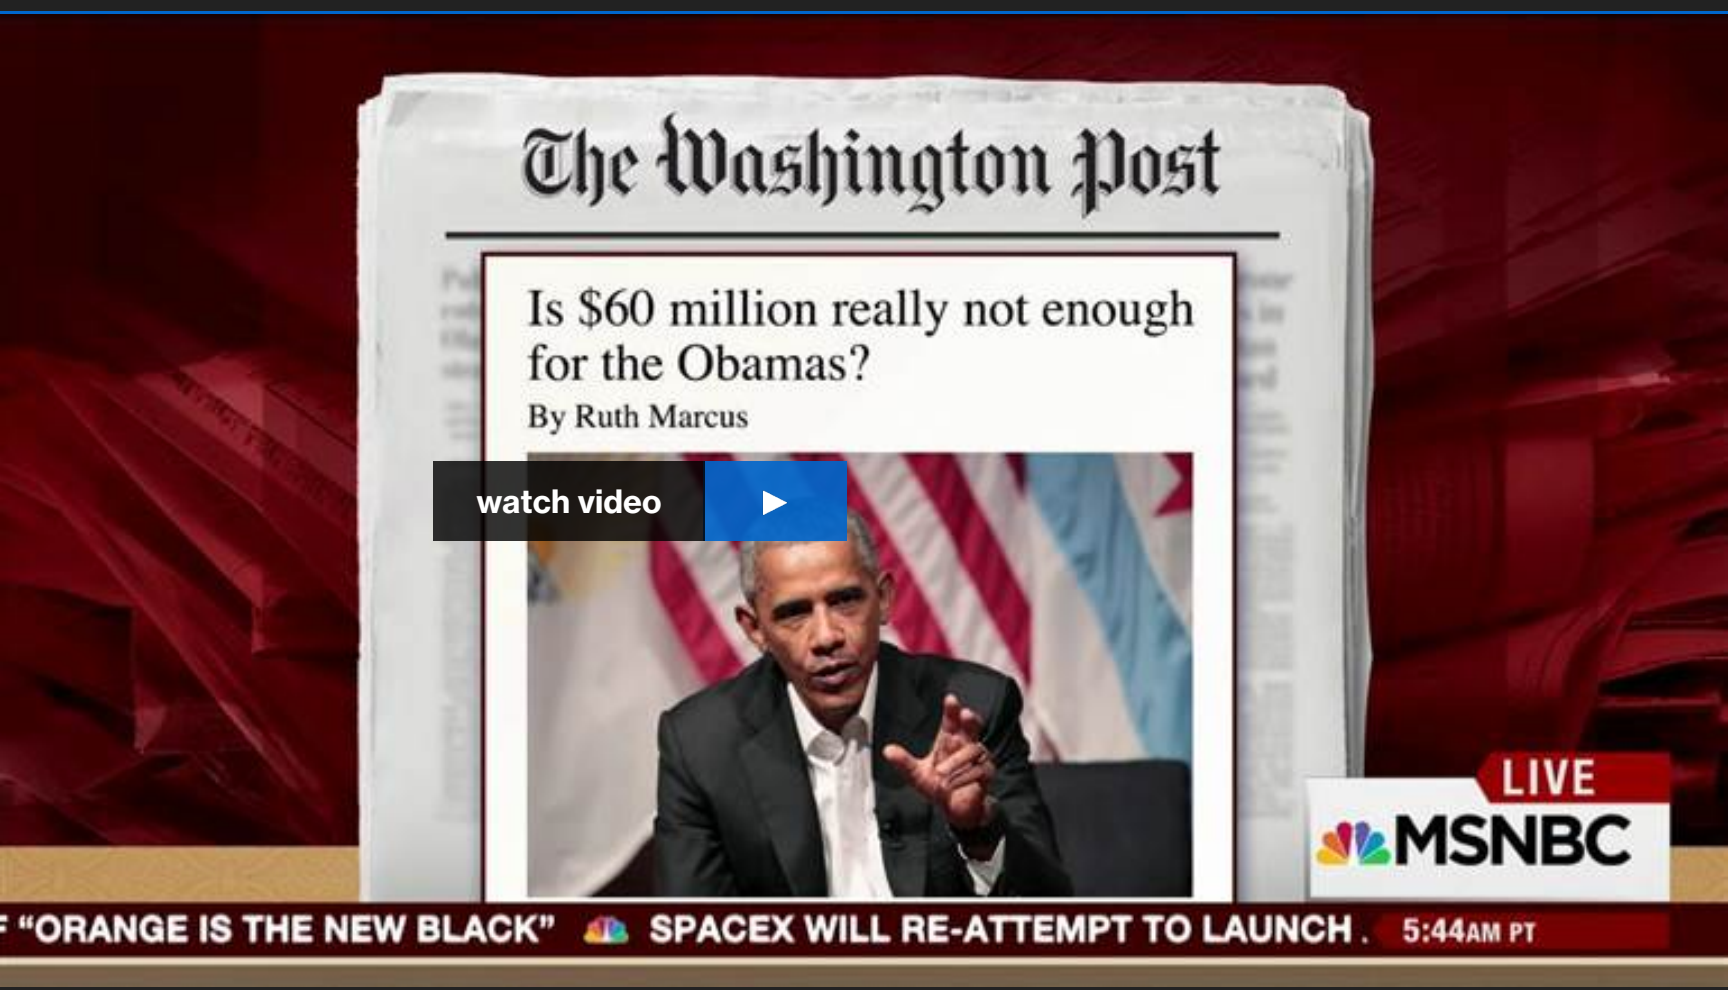 The Washington Post
Is $60 million really not enough
for the Obamas?
By Ruth Marcus
watch video
LIVE
MSNBC
F “ORANGE IS THE NEW BLACK” SPACEX WILL RE-ATTEMPT TO LAUNCH . 5:44AM PT